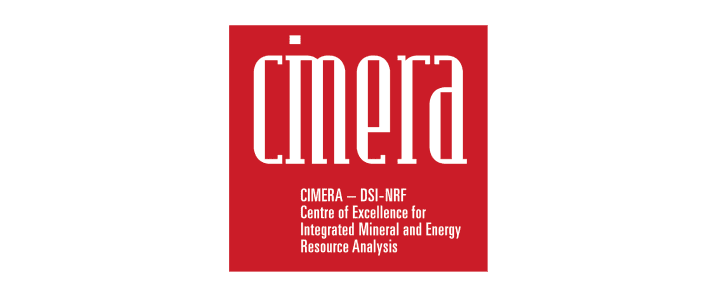 cimera
CIMERA – DSI-NRF
Centre of Excellence for
Integrated Mineral and Energy
Resource Analysis